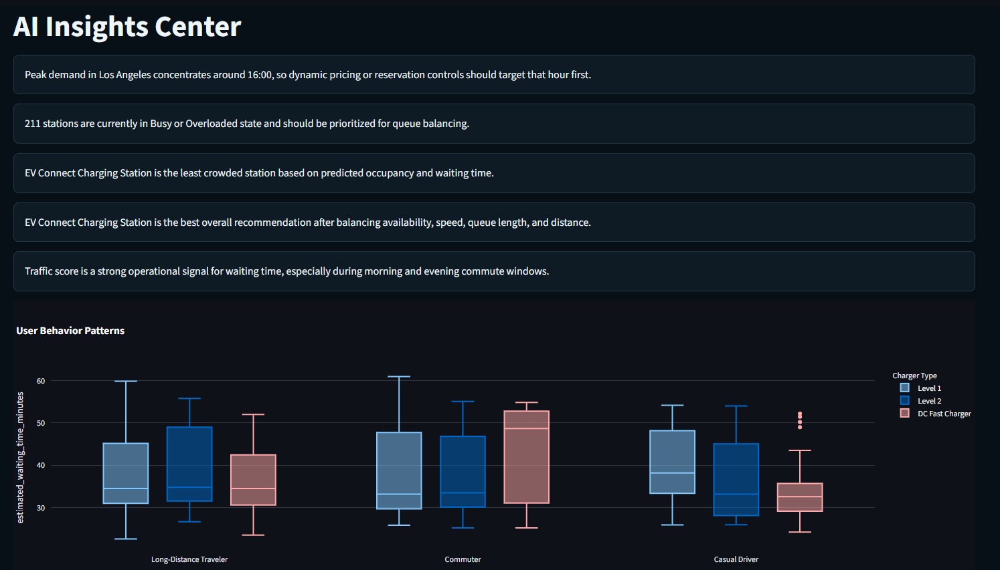 AI Insights Center
Peak demand in Los Angeles concentrates around 16:00, so dynamic pricing or reservation controls should target that hour first.
211 stations are currently in Busy or Overloaded state and should be prioritized for queue balancing.
EV Connect Charging Station is the least crowded station based on predicted occupancy and waiting time.
EV Connect Charging Station is the best overall recommendation after balancing availability, speed, queue length, and distance.
Traffic score is a strong operational signal for waiting time, especially during morning and evening commute windows.
User Behavior Patterns
estimated_waiting_time_minutes
60
50
40
30
Long-Distance Traveler
Commuter
Casual Driver
Charger Type
Level 1
Level 2
DC Fast Charger